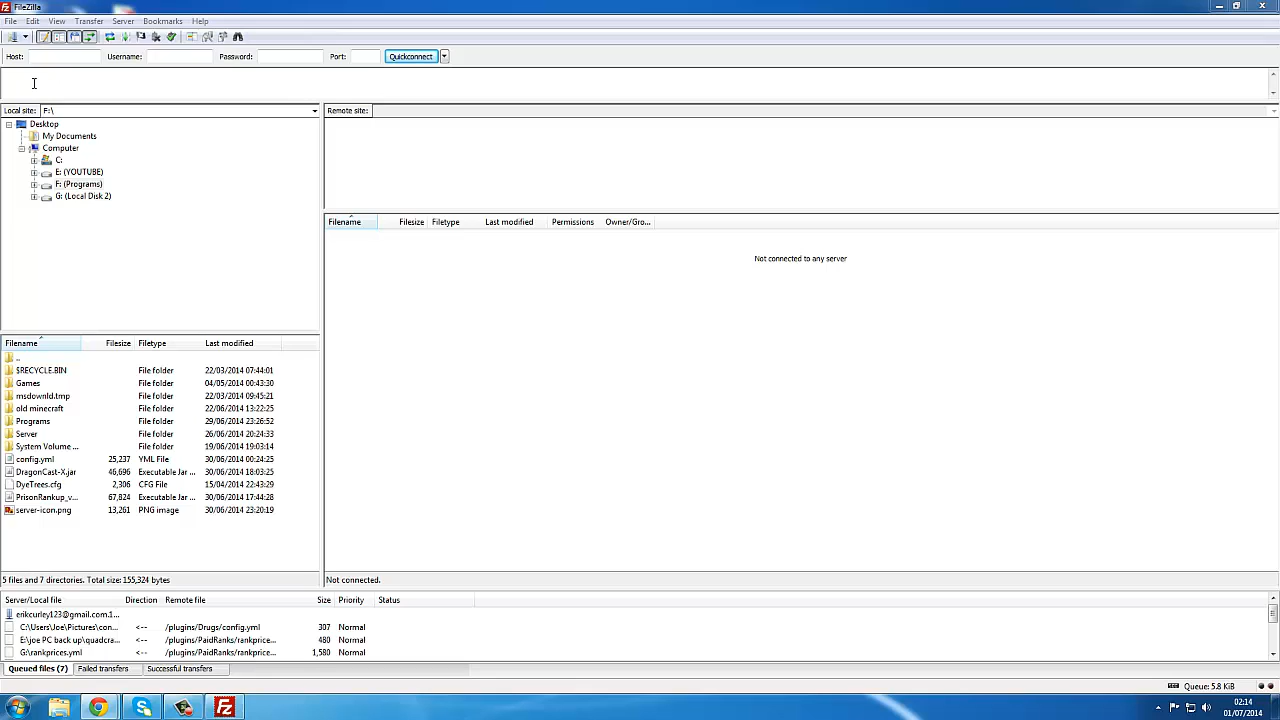 FileZilla
File Edit View Transfer Server Bookmarks Help
Host: Username: Password: Port: Quickconnect
Local site: F:\
Remote site:
Desktop
My Documents
Computer
C:
E: (YOUTUBE)
F: (Programs)
G: (Local Disk 2)
Filename Filesize Filetype Last modified Permissions Owner/Gro...
Not connected to any server
Filename Filesize Filetype Last modified
..
$RECYCLE.BIN File folder 22/03/2014 07:44:01
Games File folder 04/05/2014 09:43:30
msdownld.tmp File folder 22/03/2014 09:45:21
old minecraft File folder 22/06/2014 13:22:25
Programs File folder 29/06/2014 23:26:52
Server File folder 26/06/2014 20:24:33
System Volume ... File folder 19/06/2014 19:03:14
config.yml 25,237 YML File 30/06/2014 00:24:25
DragonCast-X.jar 46,696 Executable Jar ... 30/06/2014 18:03:25
DyeTrees.cfg 2,306 CFG File 15/04/2014 22:43:29
PrisonRankup_v... 67,824 Executable Jar ... 30/06/2014 17:44:28
server-icon.png 13,261 PNG image 30/06/2014 23:20:19
5 files and 7 directories. Total size: 155,324 bytes
Not connected.
Server/Local file Direction Remote file Size Priority Status
erikcurley123@gmail.com.1...
C:\Users\Joe\Pictures\con... <-- /plugins/Drugs/config.yml 307 Normal
E:\joe PC back up\quadcra... <-- /plugins/PaidRanks/rankprice... 480 Normal
G:\rankprices.yml <-- /plugins/PaidRanks/rankprice... 1,580 Normal
Queued files (7) Failed transfers Successful transfers
Queue: 5.8 KiB
02:14
01/07/2014